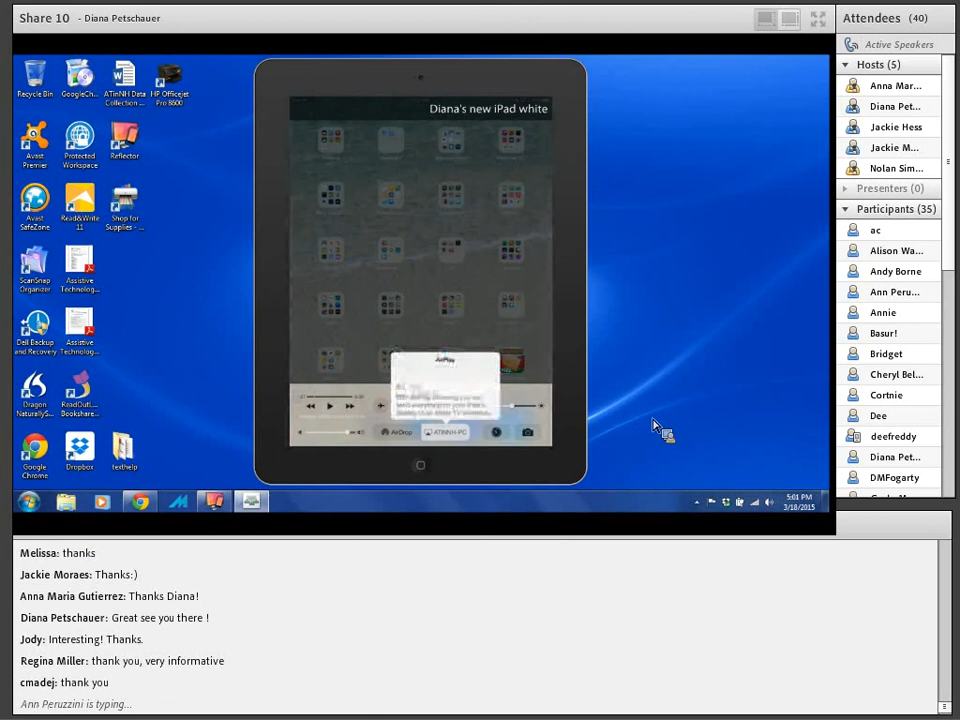 Share 10 - Diana Petschauer
Attendees (40)
Active Speakers
Hosts (5)
Anna Mar...
Diana Pet...
Jackie Hess
Jackie M...
Nolan Sim...
Presenters (0)
Participants (35)
ac
Alison Wa...
Andy Borne
Ann Peru...
Annie
Basur!
Bridget
Cheryl Bel...
Cortnie
Dee
deefreddy
Diana Pet...
DMFogarty
Recycle Bin
GoogleCh...
ATinNH Data Collection ...
HP Officejet Pro 8600
Avast Premier
Protected Workspace
Reflector
Avast SafeZone
Read&Write 11
Shop for Supplies - ...
ScanSnap Organizer
Assistive Technolog...
Dell Backup and Recovery
Assistive Technolog...
Dragon NaturallyS...
ReadOutL... Bookshare...
Google Chrome
Dropbox
texthelp
Diana's new iPad white
AirPlay
AirDrop
ATINNH-PC
5:01 PM
3/18/2015
Melissa: thanks
Jackie Moraes: Thanks:)
Anna Maria Gutierrez: Thanks Diana!
Diana Petschauer: Great see you there !
Jody: Interesting! Thanks.
Regina Miller: thank you, very informative
cmadej: thank you
Ann Peruzzini is typing...